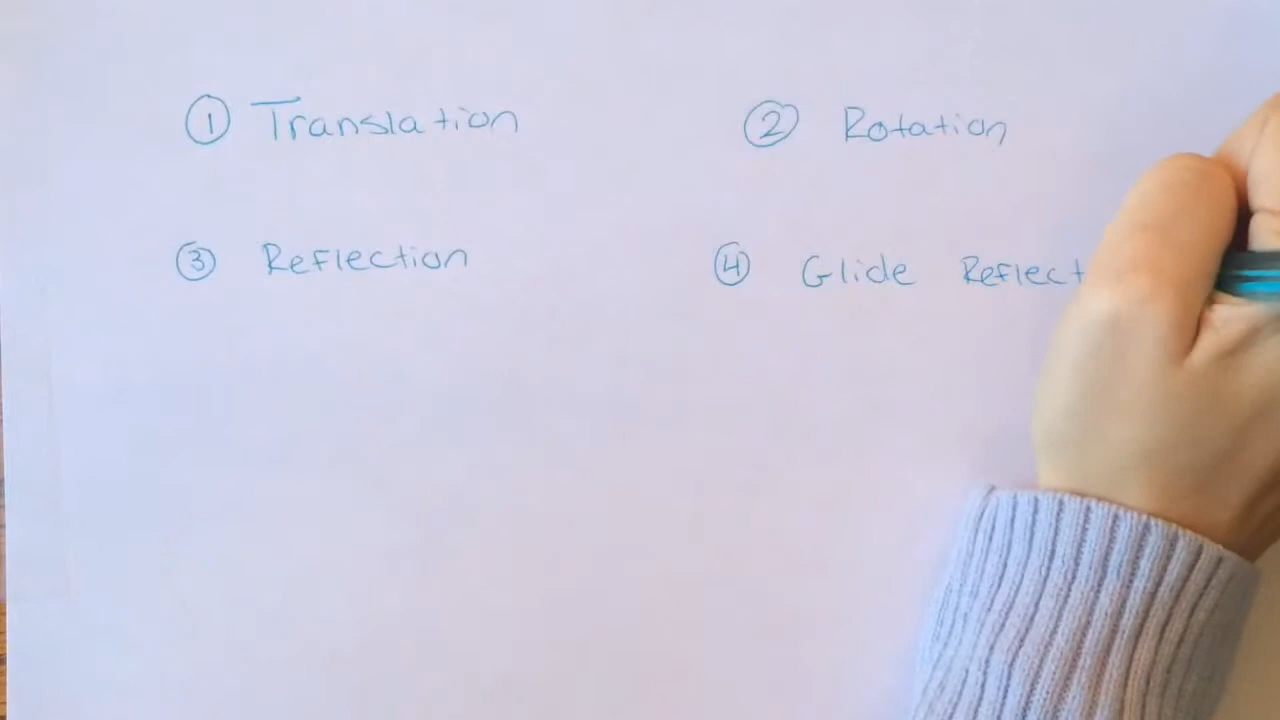 ① Translation
② Rotation
③ Reflection
④ Glide Reflect